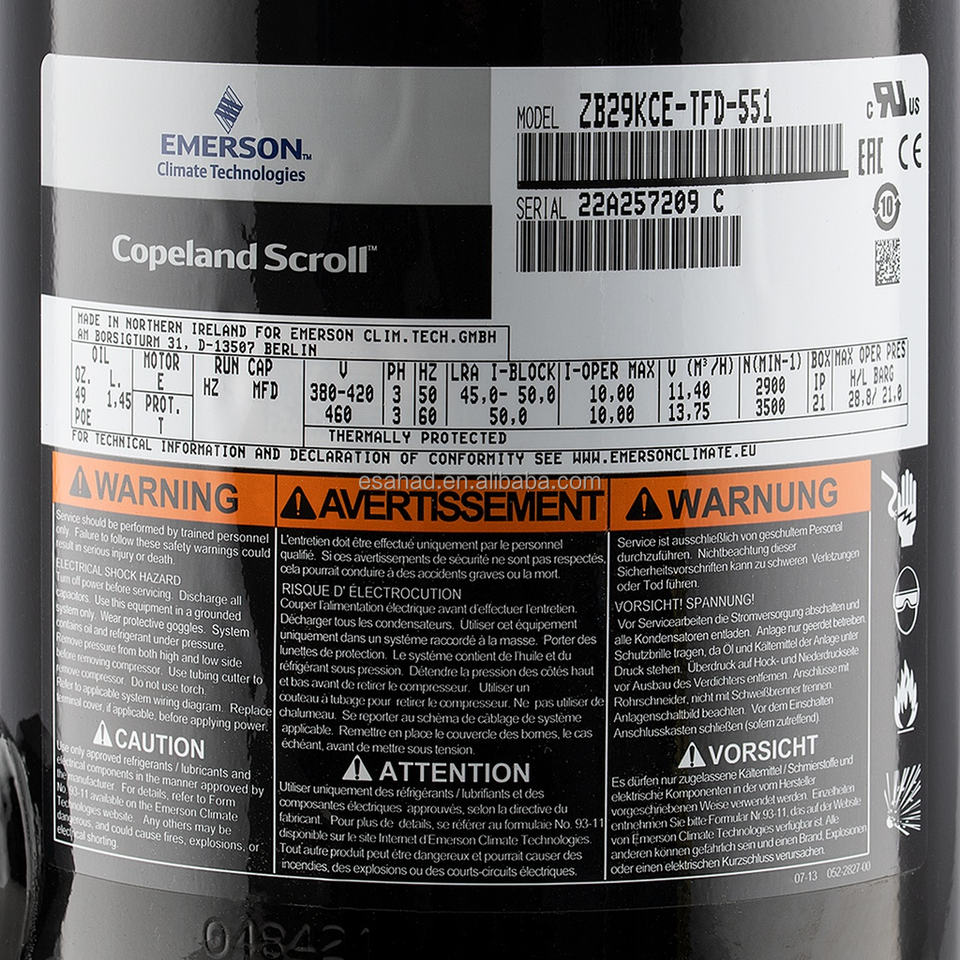 EMERSON™
Climate Technologies
Copeland Scroll™
MODEL ZB29KCE-TFD-551
SERIAL 22A257209 C
c RU US
EAC CE
10
MADE IN NORTHERN IRELAND FOR EMERSON CLIM.TECH.GMBH
AM BORSIGTURM 31, D-13507 BERLIN
OIL MOTOR RUN CAP V PH HZ LRA I-BLOCK I-OPER MAX V (M³/H) N(MIN-1) BOX MAX OPER PRES
OZ. L. E HZ MFD 380-420 3 50 45,0- 50,0 10,00 11,40 2900 IP H/L BARG
49 1,45 PROT. 460 3 60 50,0 10,00 13,75 3500 21 28.8/ 21.0
POE T THERMALLY PROTECTED
FOR TECHNICAL INFORMATION AND DECLARATION OF CONFORMITY SEE WWW.EMERSONCLIMATE.EU
esahad.en.alibaba.com
WARNING
Service should be performed by trained personnel
only. Failure to follow these safety warnings could
result in serious injury or death.
ELECTRICAL SHOCK HAZARD
Turn off power before servicing. Discharge all
capacitors. Use this equipment in a grounded
system only. Wear protective goggles. System
contains oil and refrigerant under pressure.
Remove pressure from both high and low side
before removing compressor. Use tubing cutter to
remove compressor. Do not use torch.
Refer to applicable system wiring diagram. Replace
terminal cover, if applicable, before applying power.
CAUTION
Use only approved refrigerants / lubricants and
electrical components in the manner approved by
the manufacturer. For details, refer to Form
No. 93-11 available on the Emerson Climate
Technologies website. Any others may be
dangerous, and could cause fires, explosions, or
electrical shorting.
AVERTISSEMENT
L'entretien doit être effectué uniquement par le personnel
qualifié. Si ces avertissements de sécurité ne sont pas respectés,
cela pourrait conduire à des accidents graves ou la mort.
RISQUE D' ÉLECTROCUTION
Couper l'alimentation électrique avant d'effectuer l'entretien.
Décharger tous les condensateurs. Utiliser cet équipement
uniquement dans un système raccordé à la masse. Porter des
lunettes de protection. Le système contient de l'huile et du
réfrigérant sous pression. Détendre la pression des côtés haut
et bas avant de retirer le compresseur. Utiliser un
couteau à tubage pour retirer le compresseur. Ne pas utiliser de
chalumeau. Se reporter au schéma de câblage de système
applicable. Remettre en place le couvercle des bornes, le cas
échéant, avant de mettre sous tension.
ATTENTION
Utiliser uniquement des réfrigérants / lubrifiants et des
composantes électriques approuvés, selon la directive du
fabricant. Pour plus de détails, se référer au formulaire No. 93-11
disponible sur le site Internet d'Emerson Climate Technologies.
Tout autre produit peut être dangereux et pourrait causer des
incendies, des explosions ou des courts-circuits électriques.
WARNUNG
Service ist ausschließlich von geschultem Personal
durchzuführen. Nichtbeachtung dieser
Sicherheitsvorschriften kann zu schweren Verletzungen
oder Tod führen.
VORSICHT! SPANNUNG!
Vor Servicearbeiten die Stromversorgung abschalten und
alle Kondensatoren entladen. Anlage nur geerdet betreiben.
Schutzbrille tragen, da Öl und Kältemittel der Anlage unter
Druck stehen. Überdruck auf Hoch- und Niederdruckseite
vor Ausbau des Verdichters entfernen. Anschlüsse mit
Rohrschneider, nicht mit Schweißbrenner trennen.
Anlagenschaltbild beachten. Vor dem Einschalten
Anschlusskasten schließen (sofern zutreffend)
VORSICHT
Es dürfen nur zugelassene Kältemittel / Schmierstoffe und
elektrische Komponenten in der vom Hersteller
vorgeschriebenen Weise verwendet werden. Einzelheiten
entnehmen Sie bitte Formular Nr. 93-11, das auf der Website
von Emerson Climate Technologies verfügbar ist. Alle
anderen können gefährlich sein und einen Brand, Explosionen
oder einen elektrischen Kurzschluss verursachen.
07-13 052-2827-00